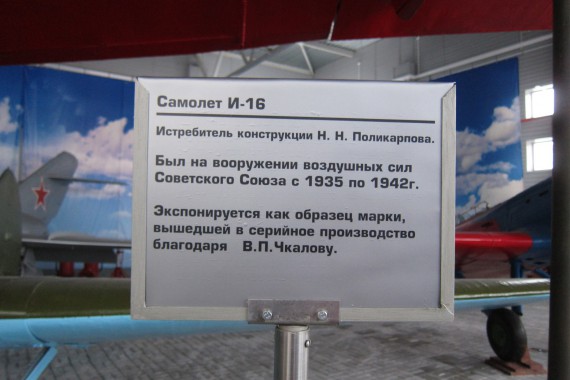 Самолет И-16
Истребитель конструкции Н. Н. Поликарпова.
Был на вооружении воздушных сил
Советского Союза с 1935 по 1942г.
Экспонируется как образец марки,
вышедшей в серийное производство
благодаря В.П.Чкалову.